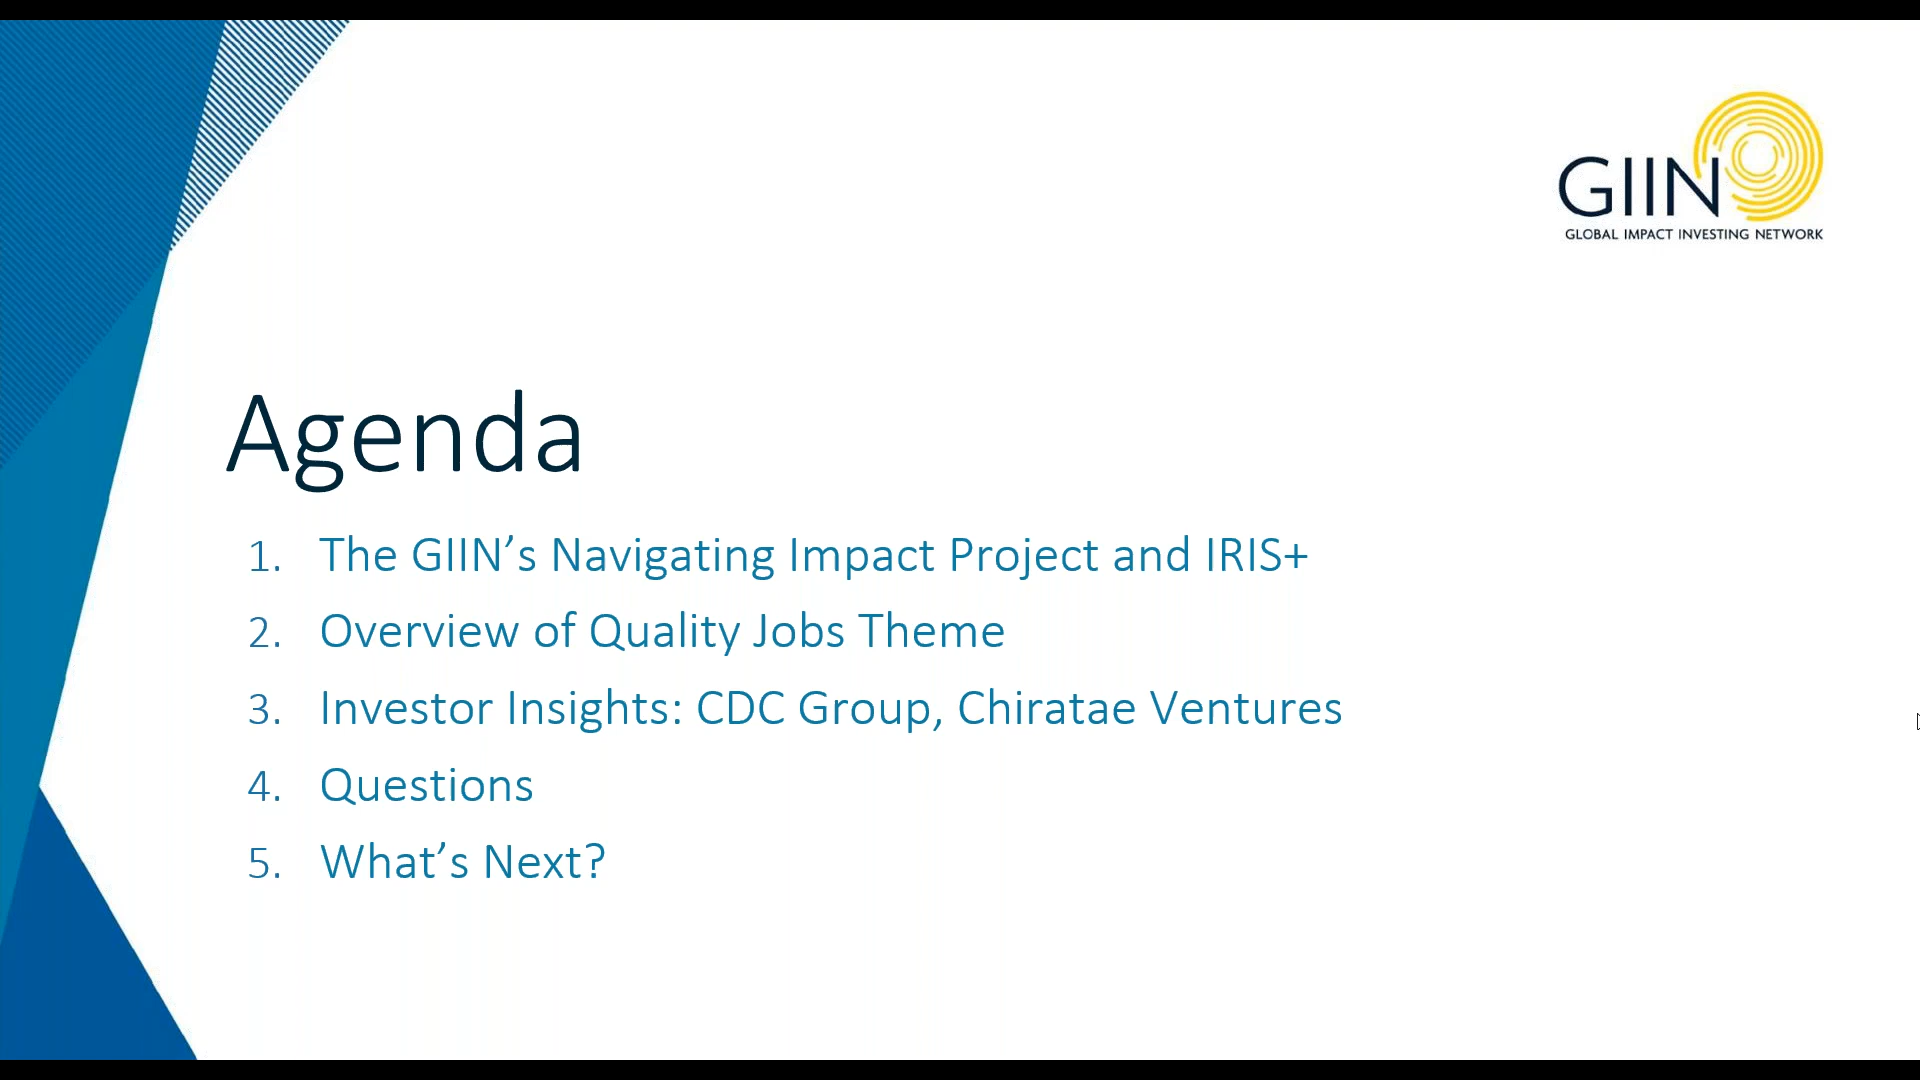 GIIN
GLOBAL IMPACT INVESTING NETWORK
Agenda
1. The GIIN’s Navigating Impact Project and IRIS+
2. Overview of Quality Jobs Theme
3. Investor Insights: CDC Group, Chiratae Ventures
4. Questions
5. What’s Next?